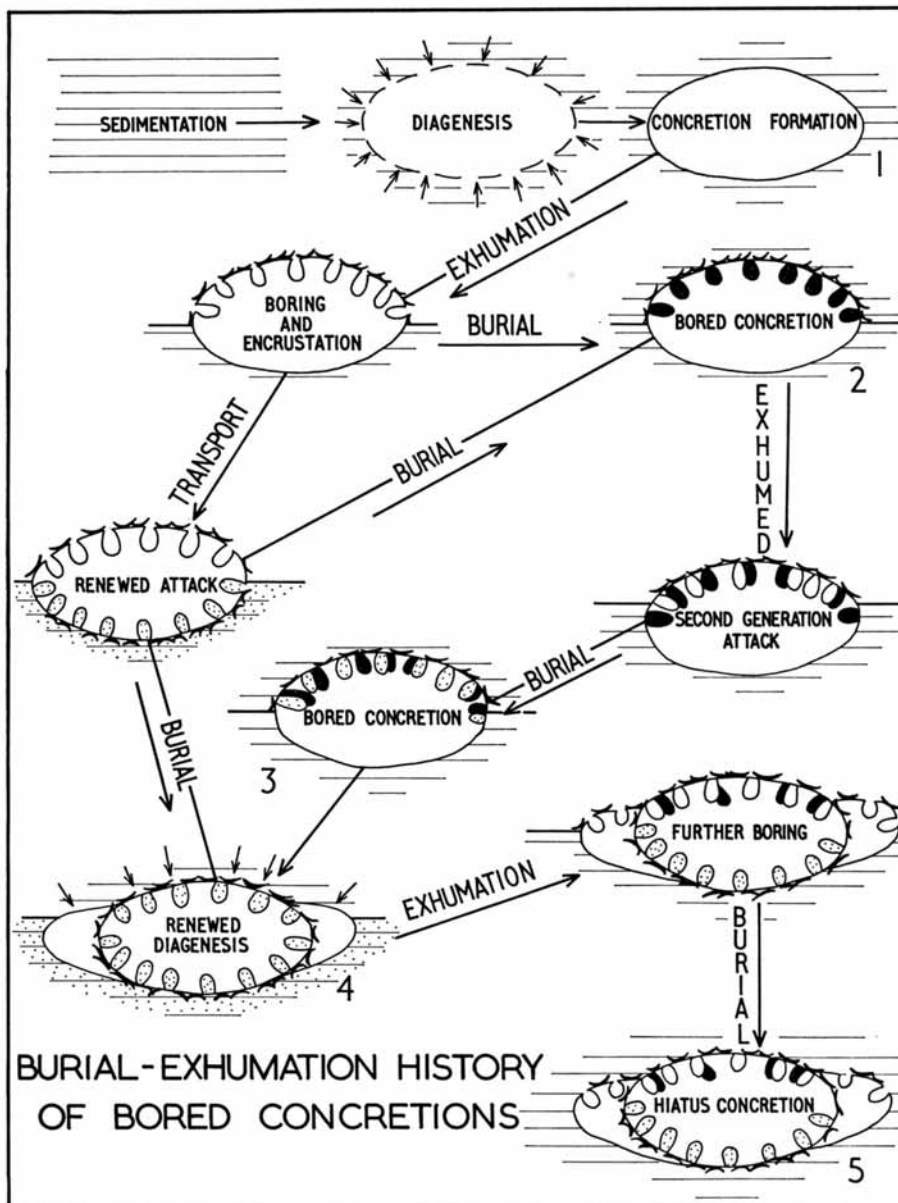 SEDIMENTATION
DIAGENESIS
CONCRETION FORMATION
1
EXHUMATION
BORING
AND
ENCRUSTATION
BURIAL
BORED CONCRETION
2
TRANSPORT
BURIAL
EXHUMED
RENEWED ATTACK
SECOND GENERATION
ATTACK
BURIAL
BORED CONCRETION
3
BURIAL
FURTHER BORING
RENEWED
DIAGENESIS
4
EXHUMATION
BURIAL
BURIAL-EXHUMATION HISTORY
OF BORED CONCRETIONS
HIATUS CONCRETION
5